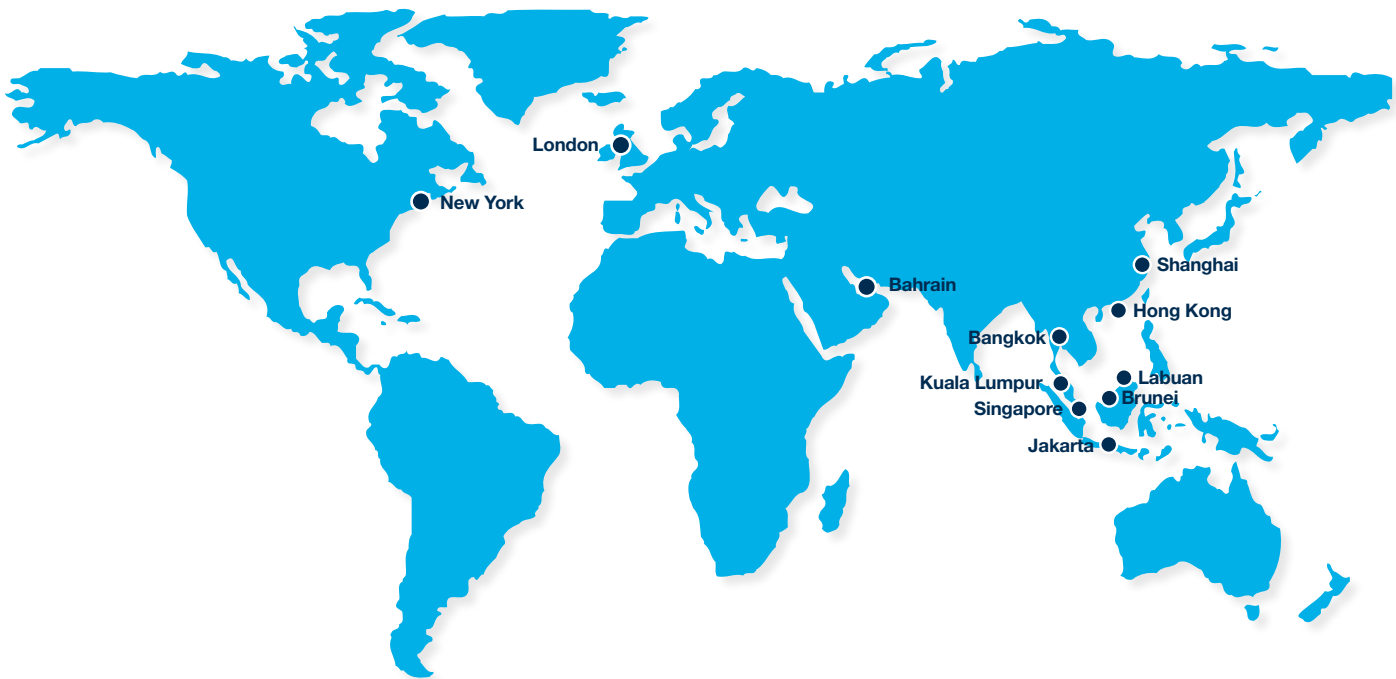 London
New York
Shanghai
Bahrain
Hong Kong
Bangkok
Labuan
Kuala Lumpur
Brunei
Singapore
Jakarta